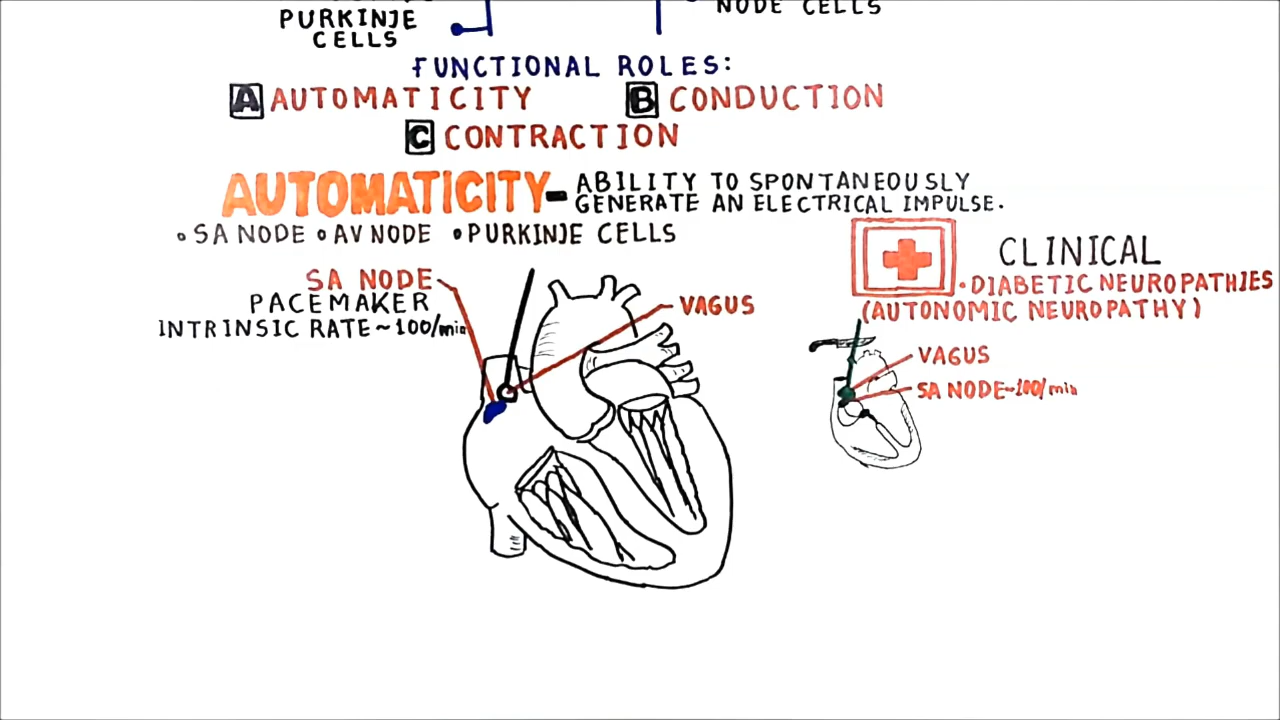 PURKINJE
CELLS
NODE CELLS
FUNCTIONAL ROLES:
A AUTOMATICITY B CONDUCTION
C CONTRACTION
AUTOMATICITY- ABILITY TO SPONTANEOUSLY
GENERATE AN ELECTRICAL IMPULSE.
•SA NODE •AV NODE •PURKINJE CELLS
CLINICAL
•DIABETIC NEUROPATHIES
(AUTONOMIC NEUROPATHY)
SA NODE
PACEMAKER
INTRINSIC RATE~100/min
VAGUS
VAGUS
SA NODE~100/min